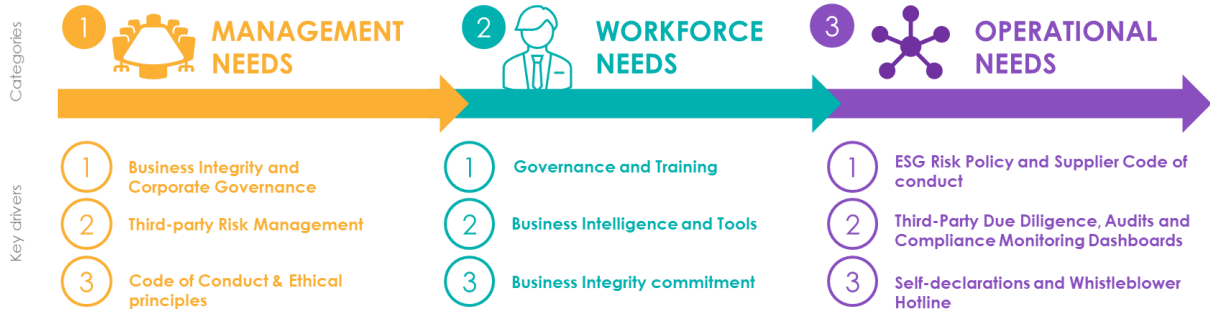 Categories
1
MANAGEMENT
NEEDS
2
WORKFORCE
NEEDS
3
OPERATIONAL
NEEDS
Key drivers
1
Business Integrity and
Corporate Governance
2
Third-party Risk Management
3
Code of Conduct & Ethical
principles
1
Governance and Training
2
Business Intelligence and Tools
3
Business Integrity commitment
1
ESG Risk Policy and Supplier Code of
conduct
2
Third-Party Due Diligence, Audits and
Compliance Monitoring Dashboards
3
Self-declarations and Whistleblower
Hotline